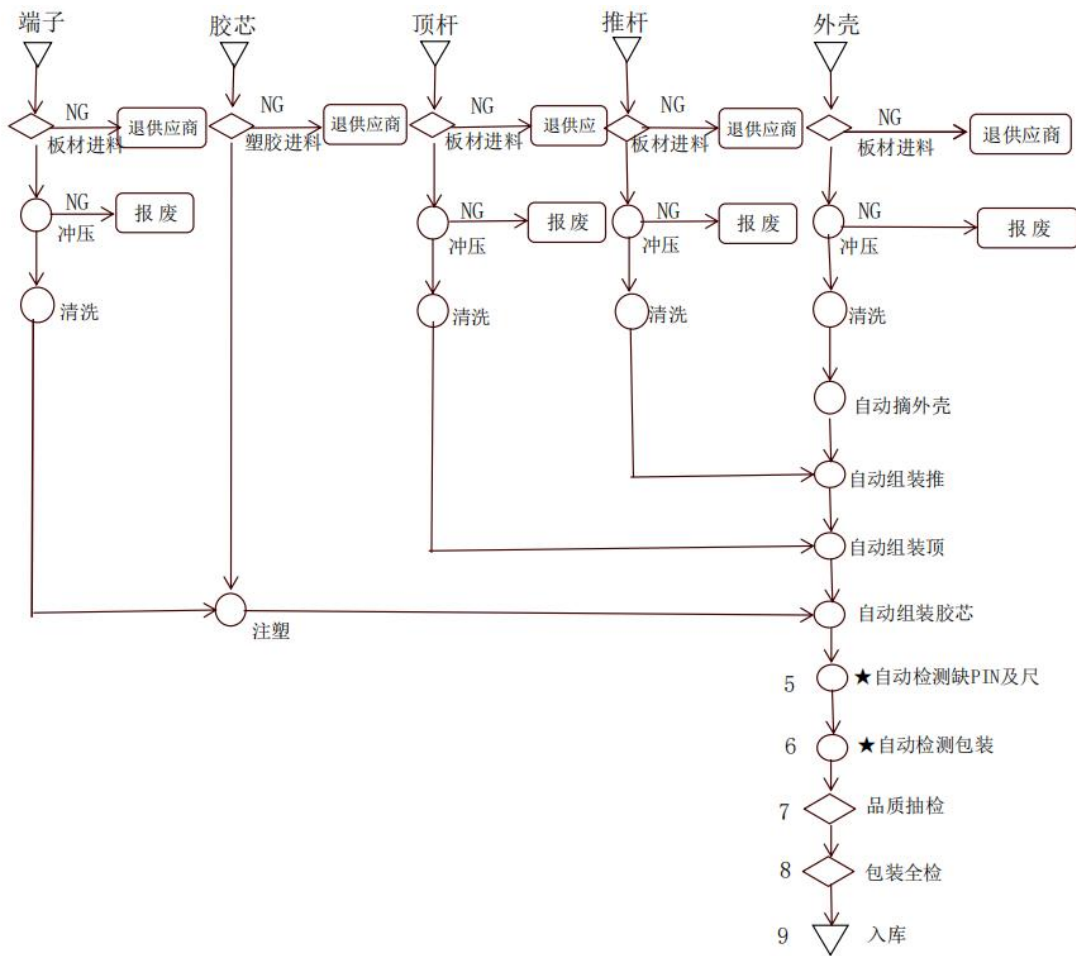 端子
胶芯
顶杆
推杆
外壳
NG
NG
NG
NG
NG
退供应商
退供应商
退供应
退供应商
退供应商
板材进料
塑胶进料
板材进料
板材进料
板材进料
NG
NG
NG
NG
报废
报废
报废
报废
冲压
冲压
冲压
冲压
清洗
清洗
清洗
清洗
自动摘外壳
自动组装推
自动组装顶
自动组装胶芯
注塑
5 ★自动检测缺PIN及尺
6 ★自动检测包装
7 品质抽检
8 包装全检
9 入库